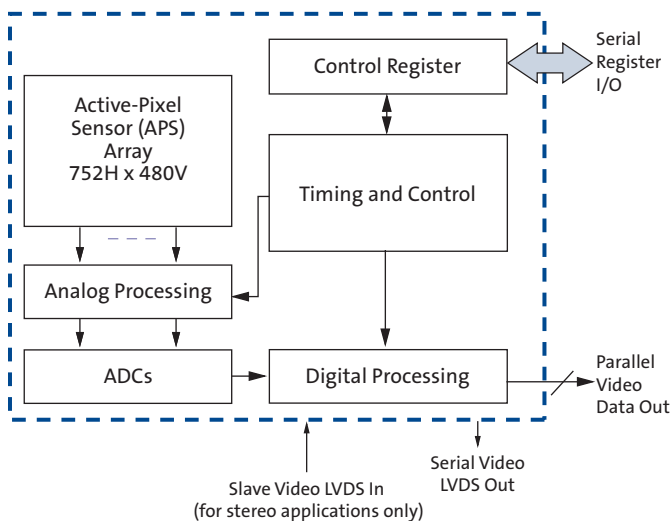 Control Register
Serial
Register
I/O
Active-Pixel
Sensor (APS)
Array
752H x 480V
Timing and Control
Analog Processing
ADCs
Digital Processing
Parallel
Video
Data Out
Slave Video LVDS In
(for stereo applications only)
Serial Video
LVDS Out